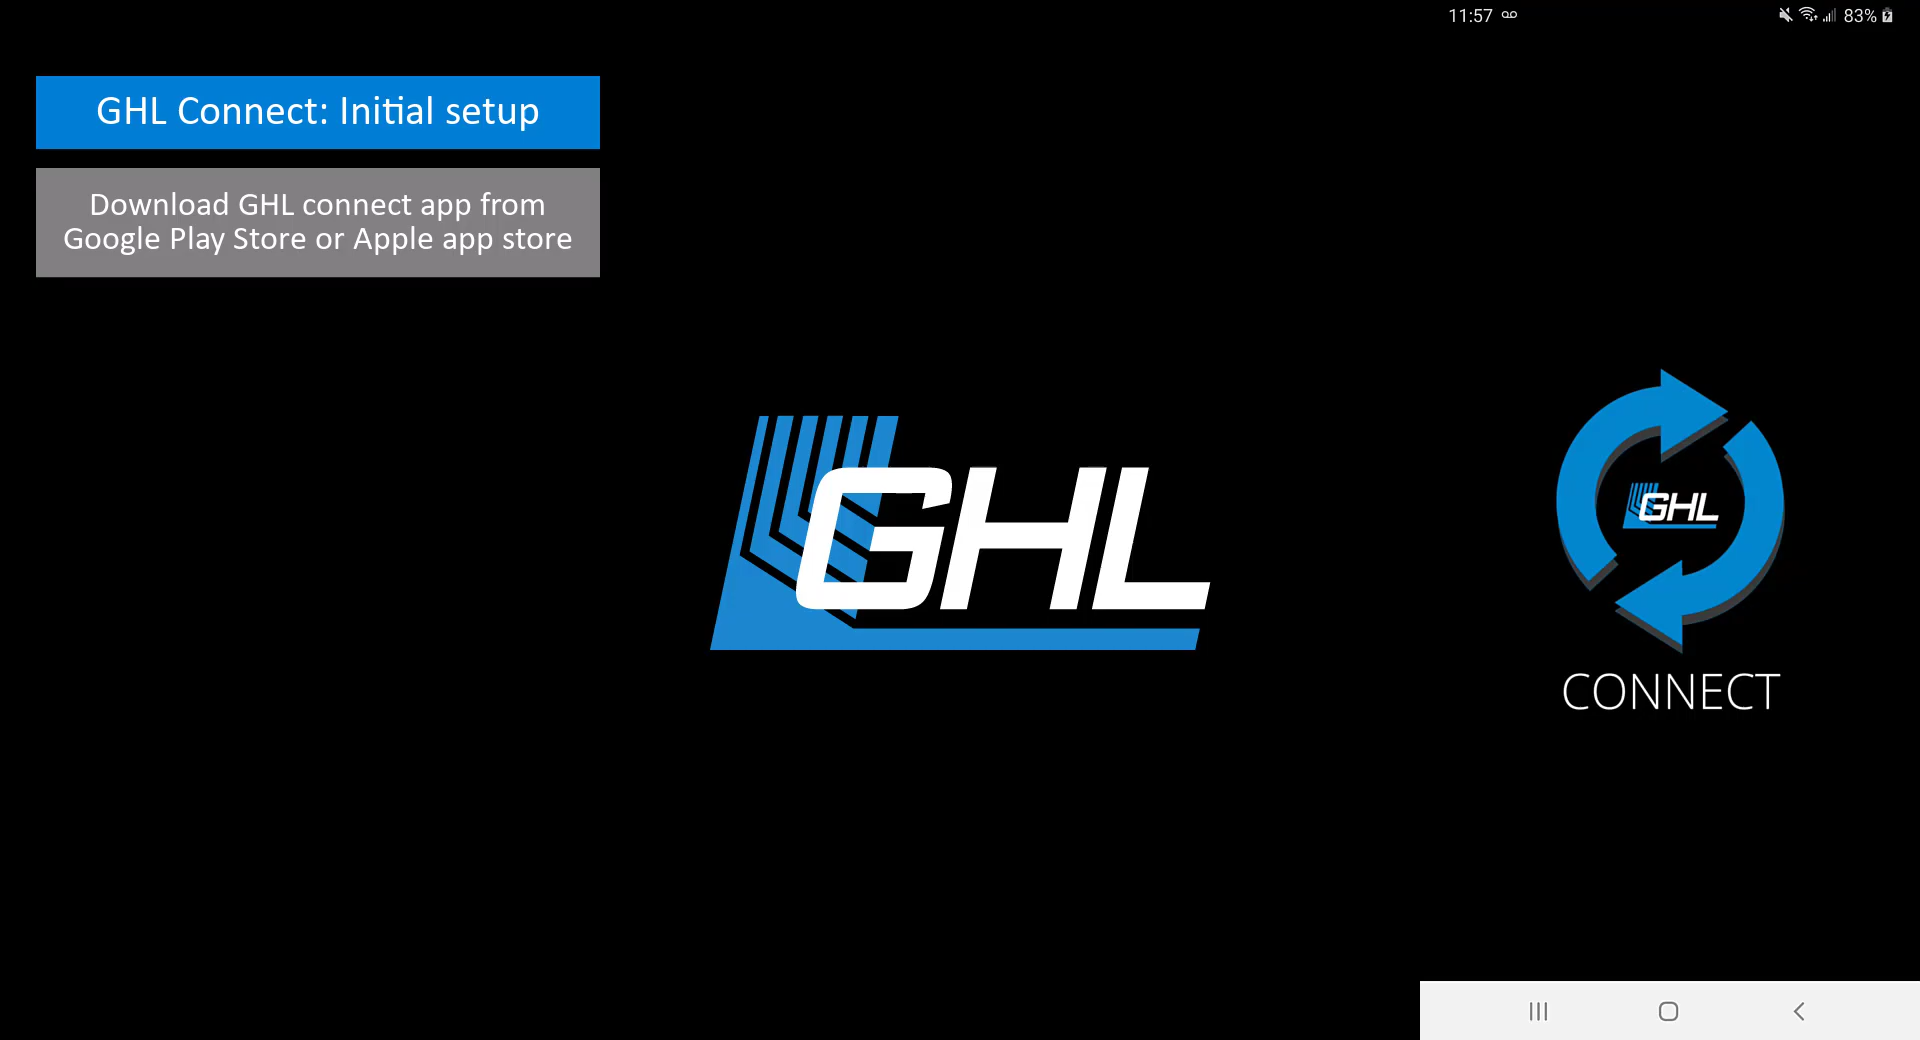 11:57
83%
GHL Connect: Initial setup
Download GHL connect app from
Google Play Store or Apple app store
GHL
GHL
CONNECT